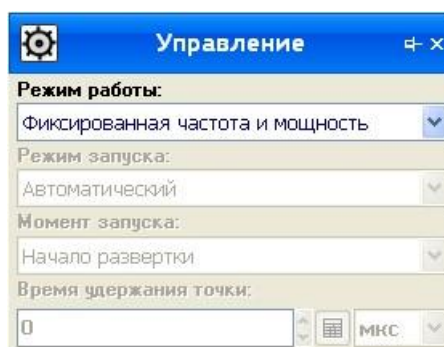 Управление
Режим работы:
Фиксированная частота и мощность
Режим запуска:
Автоматический
Момент запуска:
Начало развертки
Время удержания точки:
0 мкс